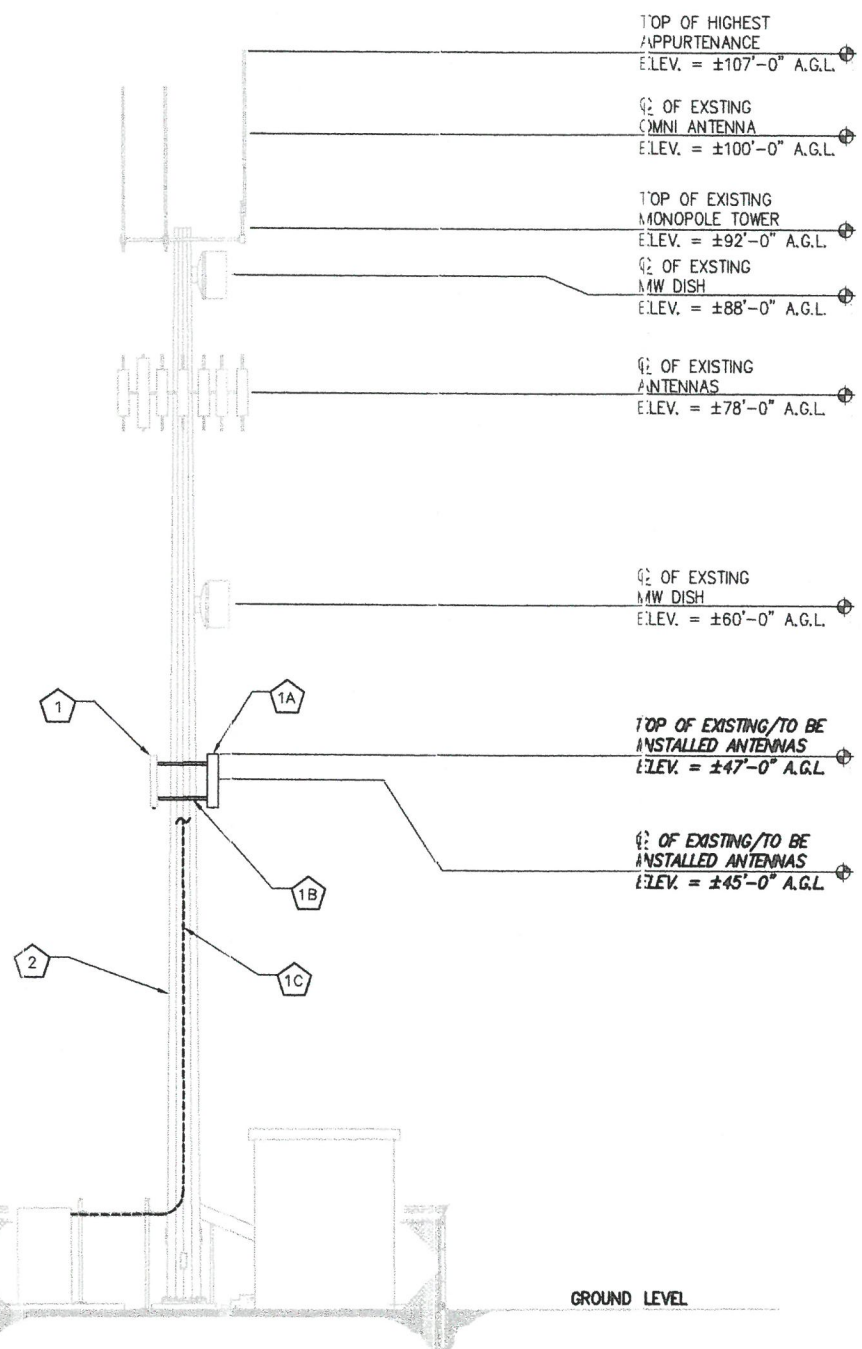 TOP OF HIGHEST
APPURTENANCE
ELEV. = ±107'-0" A.G.L.
℄ OF EXSTING
OMNI ANTENNA
ELEV. = ±100'-0" A.G.L.
TOP OF EXISTING
MONOPOLE TOWER
ELEV. = ±92'-0" A.G.L.
℄ OF EXSTING
MW DISH
ELEV. = ±88'-0" A.G.L.
℄ OF EXISTING
ANTENNAS
ELEV. = ±78'-0" A.G.L.
℄ OF EXSTING
MW DISH
ELEV. = ±60'-0" A.G.L.
1
1A
TOP OF EXISTING/TO BE
INSTALLED ANTENNAS
ELEV. = ±47'-0" A.G.L.
℄ OF EXISTING/TO BE
INSTALLED ANTENNAS
ELEV. = ±45'-0" A.G.L.
1B
2
1C
GROUND LEVEL